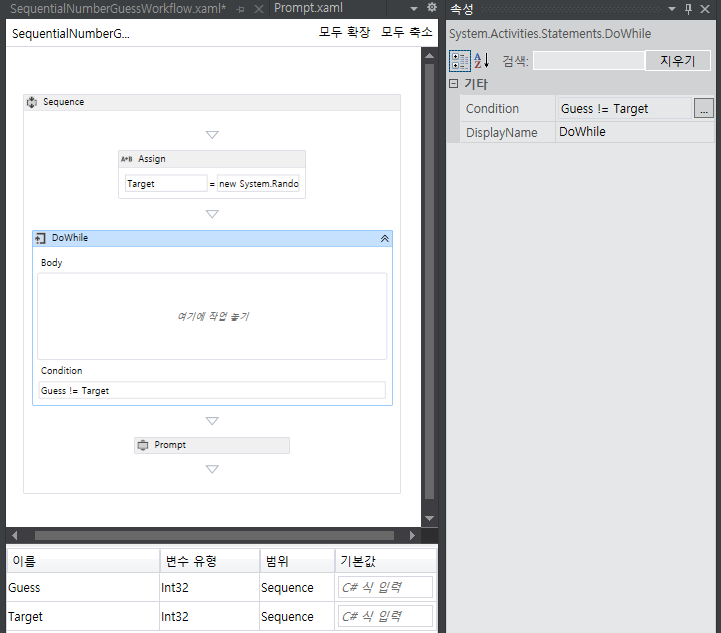 SequentialNumberGuessWorkflow.xaml*
Prompt.xaml
SequentialNumberG...
모두 확장 모두 축소
Sequence
A+B Assign
Target = new System.Rando
DoWhile
Body
여기에 작업 놓기
Condition
Guess != Target
Prompt
이름 변수 유형 범위 기본값
Guess Int32 Sequence C# 식 입력
Target Int32 Sequence C# 식 입력
속성
System.Activities.Statements.DoWhile
검색: 지우기
기타
Condition Guess != Target ...
DisplayName DoWhile